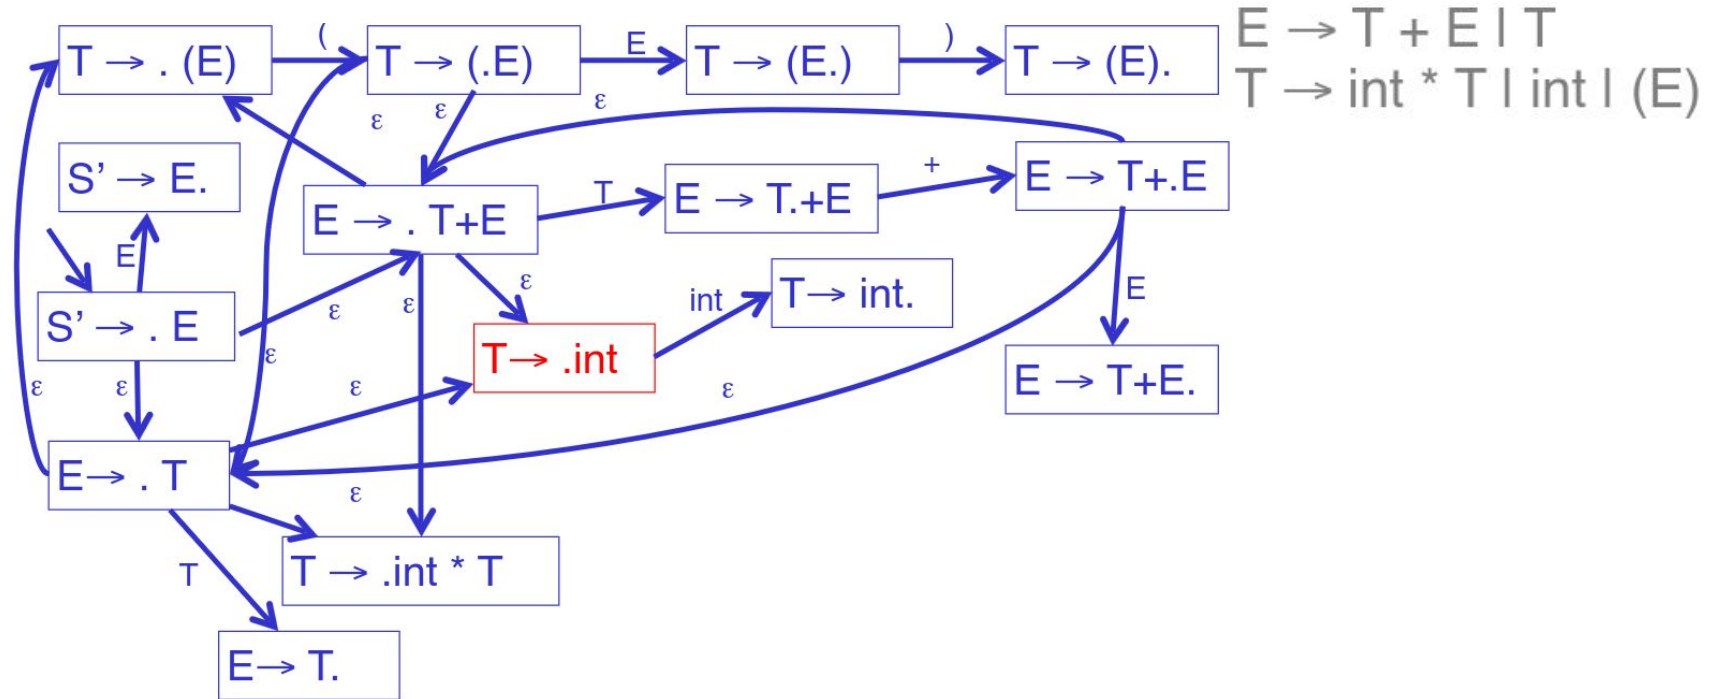 E → T + E | T
T → int * T | int | (E)
T → . (E)
(
T → (.E)
E
T → (E.)
)
T → (E).
ε
ε
ε
S’ → E.
E → . T+E
T
E → T.+E
+
E → T+.E
E
S’ → . E
ε
ε
ε
T→ .int
int
T→ int.
E
E → T+E.
ε
ε
ε
ε
ε
E→ . T
ε
T → .int * T
T
E→ T.